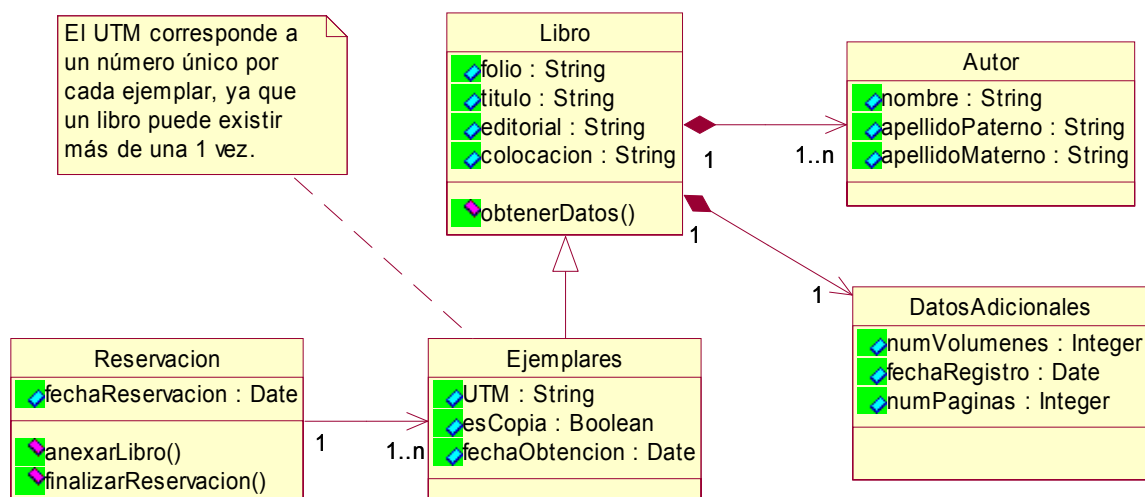 El UTM corresponde a
un número único por
cada ejemplar, ya que
un libro puede existir
más de una 1 vez.
Libro
folio : String
titulo : String
editorial : String
colocacion : String
obtenerDatos()
1
1..n
Autor
nombre : String
apellidoPaterno : String
apellidoMaterno : String
1
1
DatosAdicionales
numVolumenes : Integer
fechaRegistro : Date
numPaginas : Integer
Reservacion
fechaReservacion : Date
anexarLibro()
finalizarReservacion()
1
1..n
Ejemplares
UTM : String
esCopia : Boolean
fechaObtencion : Date